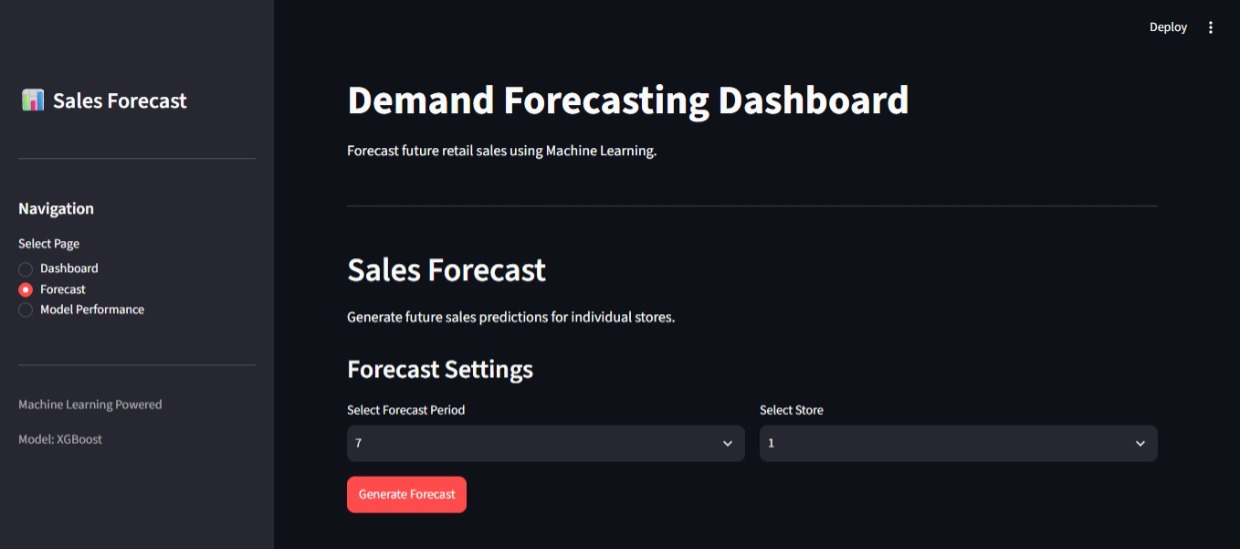 Deploy
Sales Forecast
Navigation
Select Page
Dashboard
Forecast
Model Performance
Machine Learning Powered
Model: XGBoost
Demand Forecasting Dashboard
Forecast future retail sales using Machine Learning.
Sales Forecast
Generate future sales predictions for individual stores.
Forecast Settings
Select Forecast Period
7
Select Store
1
Generate Forecast